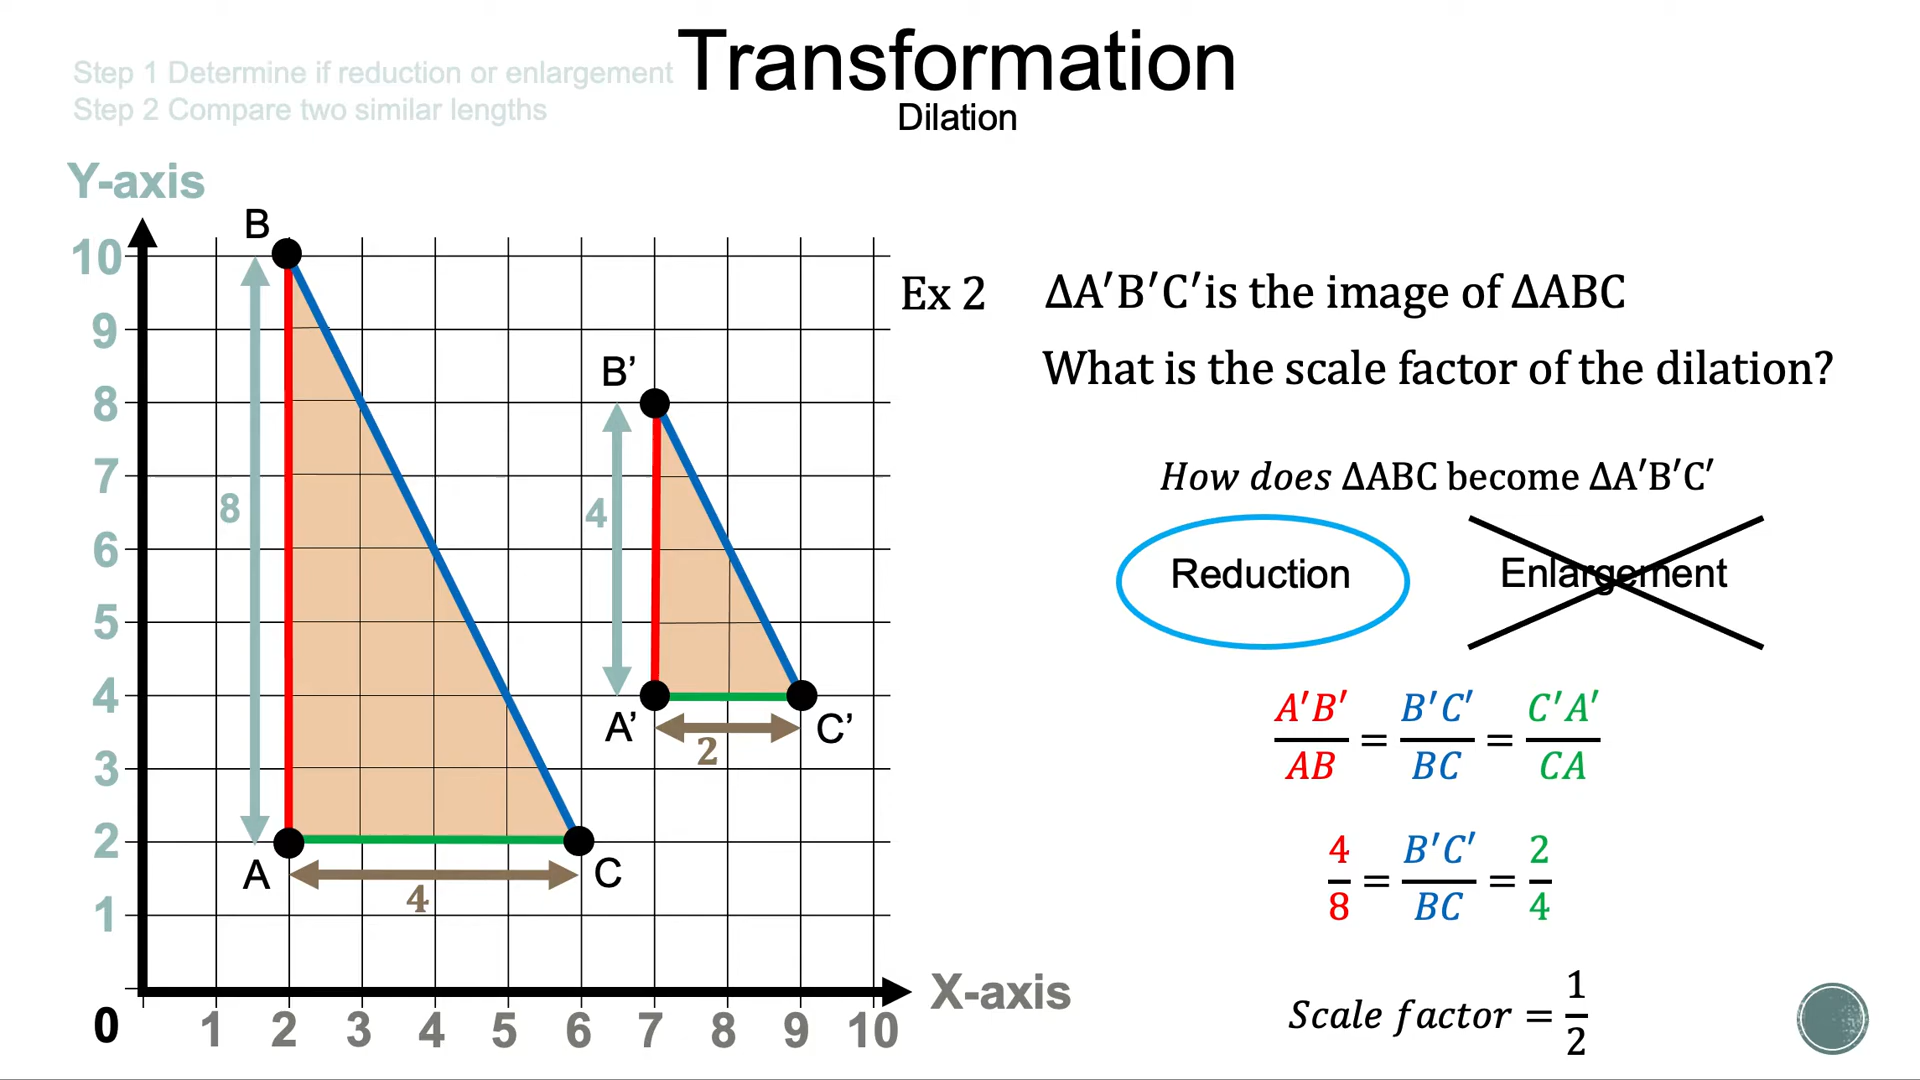 Transformation
Dilation
Step 1 Determine if reduction or enlargement
Step 2 Compare two similar lengths
Y-axis
10
9
8
7
6
5
4
3
2
1
0
1 2 3 4 5 6 7 8 9 10
X-axis
B
8
A
4
C
B’
4
A’
2
C’
Ex 2
ΔA′B′C′is the image of ΔABC
What is the scale factor of the dilation?
How does ΔABC become ΔA′B′C′
Reduction
Enlargement
A′B′/AB = B′C′/BC = C′A′/CA
4/8 = B′C′/BC = 2/4
Scale factor = 1/2